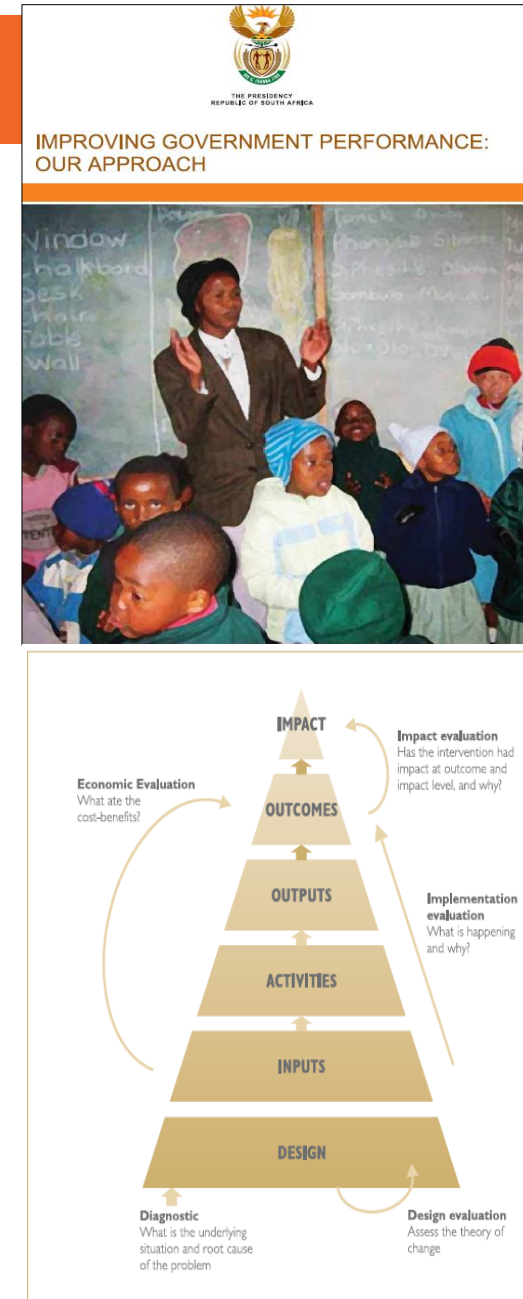 THE PRESIDENCY
REPUBLIC OF SOUTH AFRICA
IMPROVING GOVERNMENT PERFORMANCE:
OUR APPROACH
Window
halkbord
Desk
Chair
Table
Wall
IMPACT
Impact evaluation
Has the intervention had
impact at outcome and
impact level, and why?
Economic Evaluation
What ate the
cost-benefits?
OUTCOMES
OUTPUTS
Implementation
evaluation
What is happening
and why?
ACTIVITIES
INPUTS
DESIGN
Diagnostic
What is the underlying
situation and root cause
of the problem
Design evaluation
Assess the theory of
change